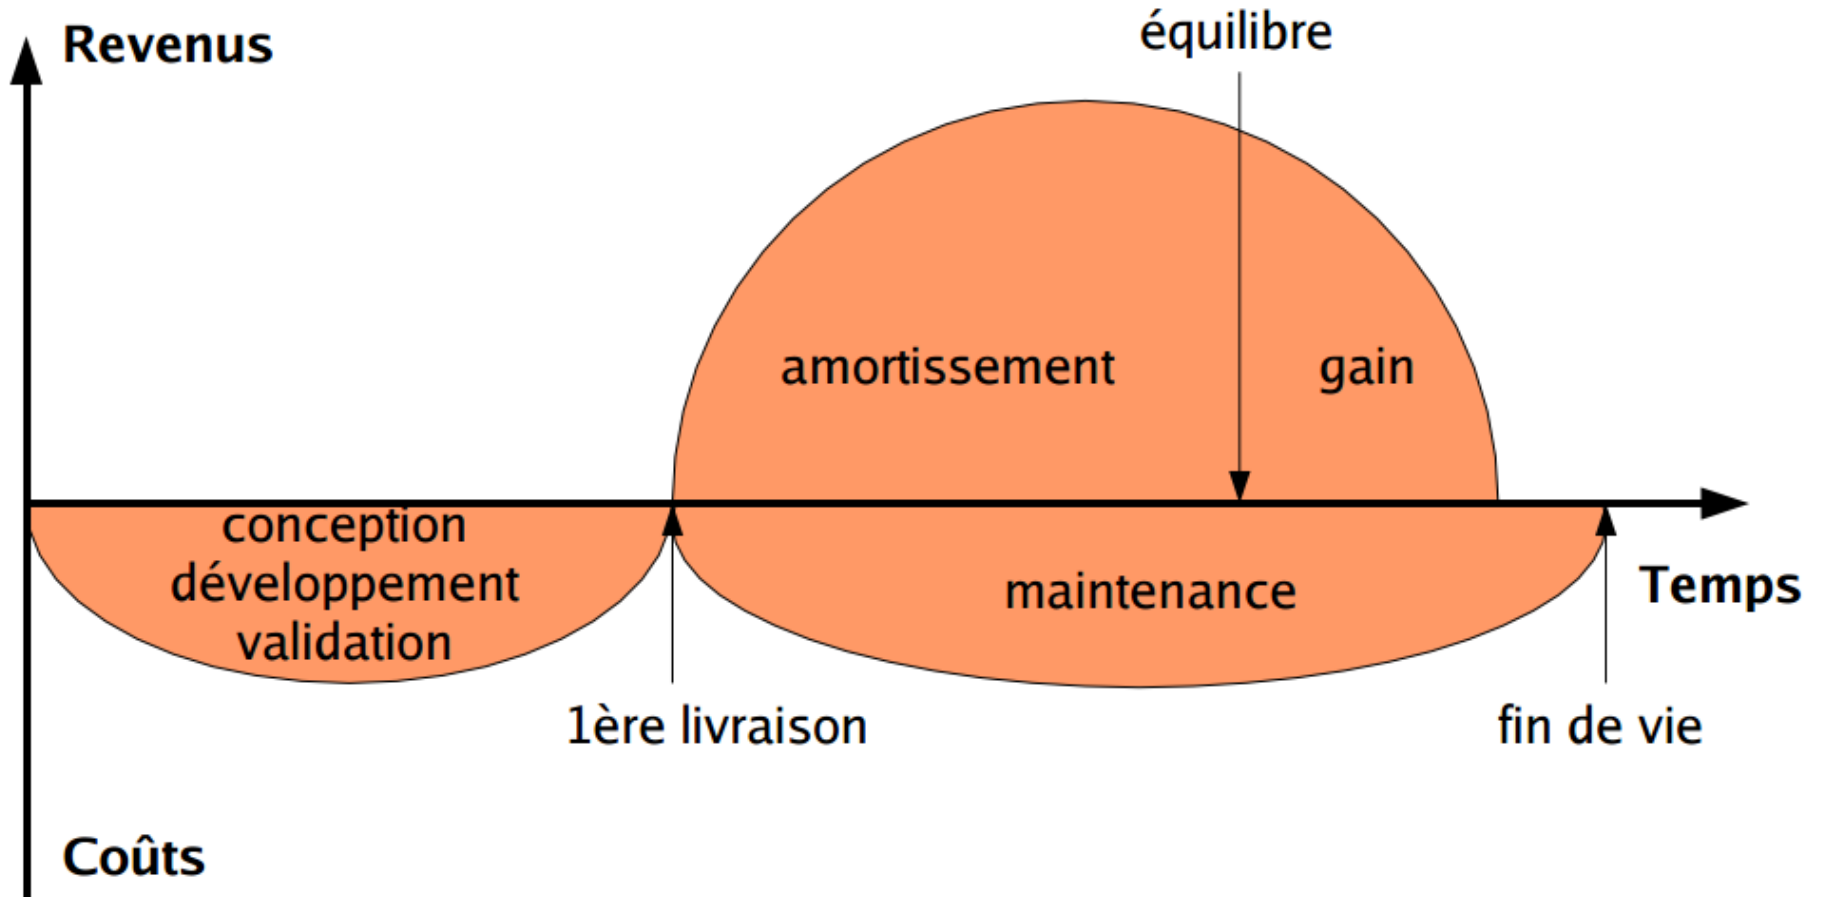 Revenus
équilibre
amortissement
gain
conception
développement
validation
maintenance
Temps
1ère livraison
fin de vie
Coûts